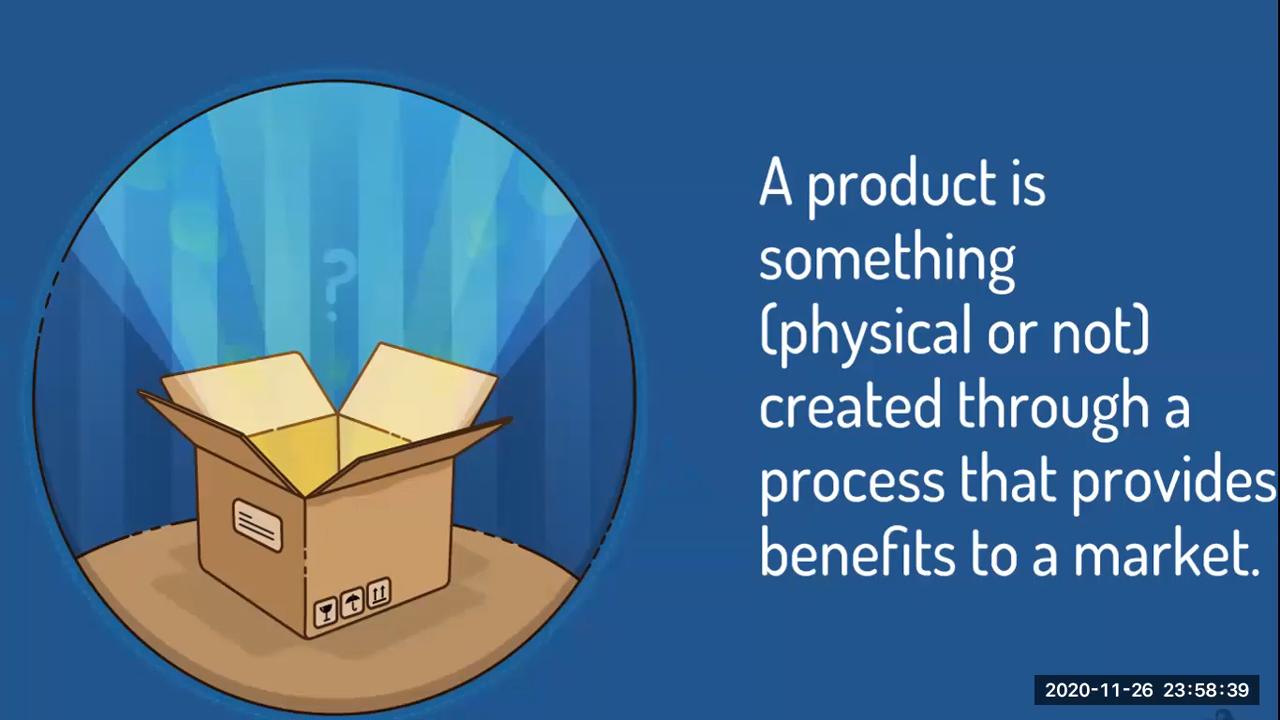 ?
A product is
something
(physical or not)
created through a
process that provides
benefits to a market.
2020-11-26 23:58:39